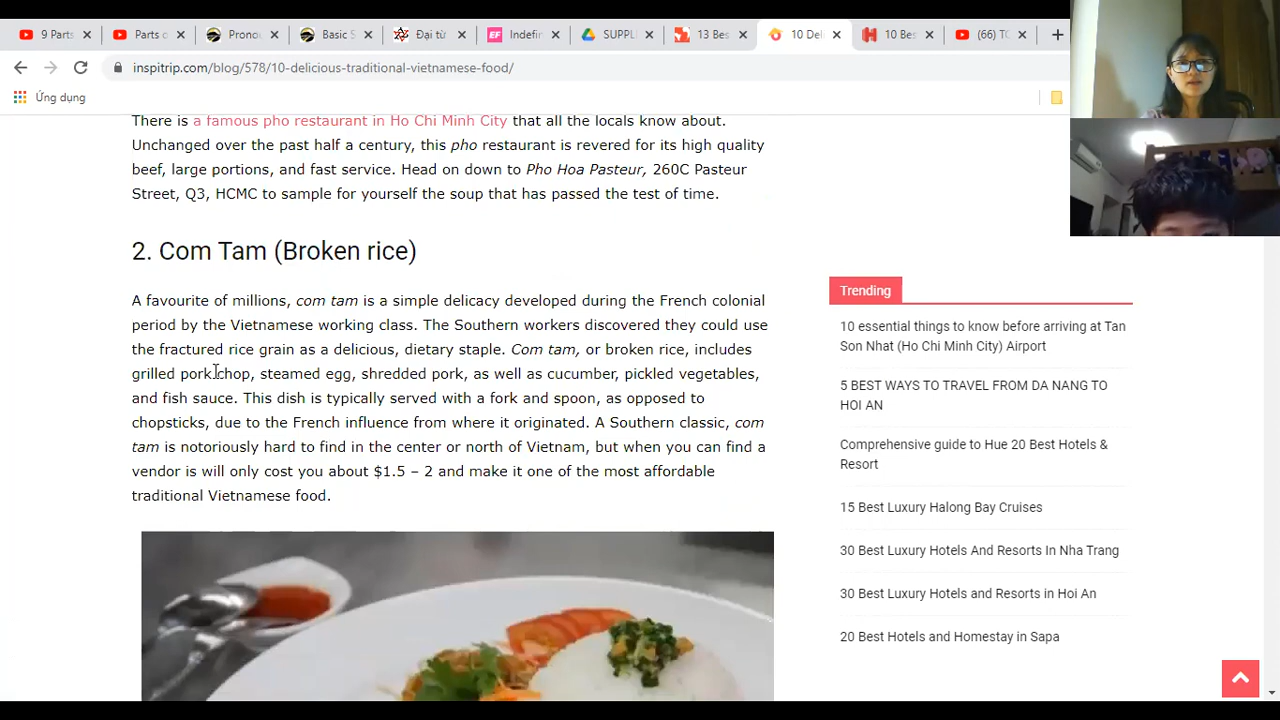 9 Parts
Parts o
Prono
Basic S
Đại từ
Indefin
SUPPL
13 Bes
10 Del
10 Bes
(66) TC
inspitrip.com/blog/578/10-delicious-traditional-vietnamese-food/
Ứng dụng
There is a famous pho restaurant in Ho Chi Minh City that all the locals know about.
Unchanged over the past half a century, this pho restaurant is revered for its high quality
beef, large portions, and fast service. Head on down to Pho Hoa Pasteur, 260C Pasteur
Street, Q3, HCMC to sample for yourself the soup that has passed the test of time.
2. Com Tam (Broken rice)
A favourite of millions, com tam is a simple delicacy developed during the French colonial
period by the Vietnamese working class. The Southern workers discovered they could use
the fractured rice grain as a delicious, dietary staple. Com tam, or broken rice, includes
grilled pork chop, steamed egg, shredded pork, as well as cucumber, pickled vegetables,
and fish sauce. This dish is typically served with a fork and spoon, as opposed to
chopsticks, due to the French influence from where it originated. A Southern classic, com
tam is notoriously hard to find in the center or north of Vietnam, but when you can find a
vendor is will only cost you about $1.5 – 2 and make it one of the most affordable
traditional Vietnamese food.
Trending
10 essential things to know before arriving at Tan
Son Nhat (Ho Chi Minh City) Airport
5 BEST WAYS TO TRAVEL FROM DA NANG TO
HOI AN
Comprehensive guide to Hue 20 Best Hotels &
Resort
15 Best Luxury Halong Bay Cruises
30 Best Luxury Hotels And Resorts In Nha Trang
30 Best Luxury Hotels and Resorts in Hoi An
20 Best Hotels and Homestay in Sapa